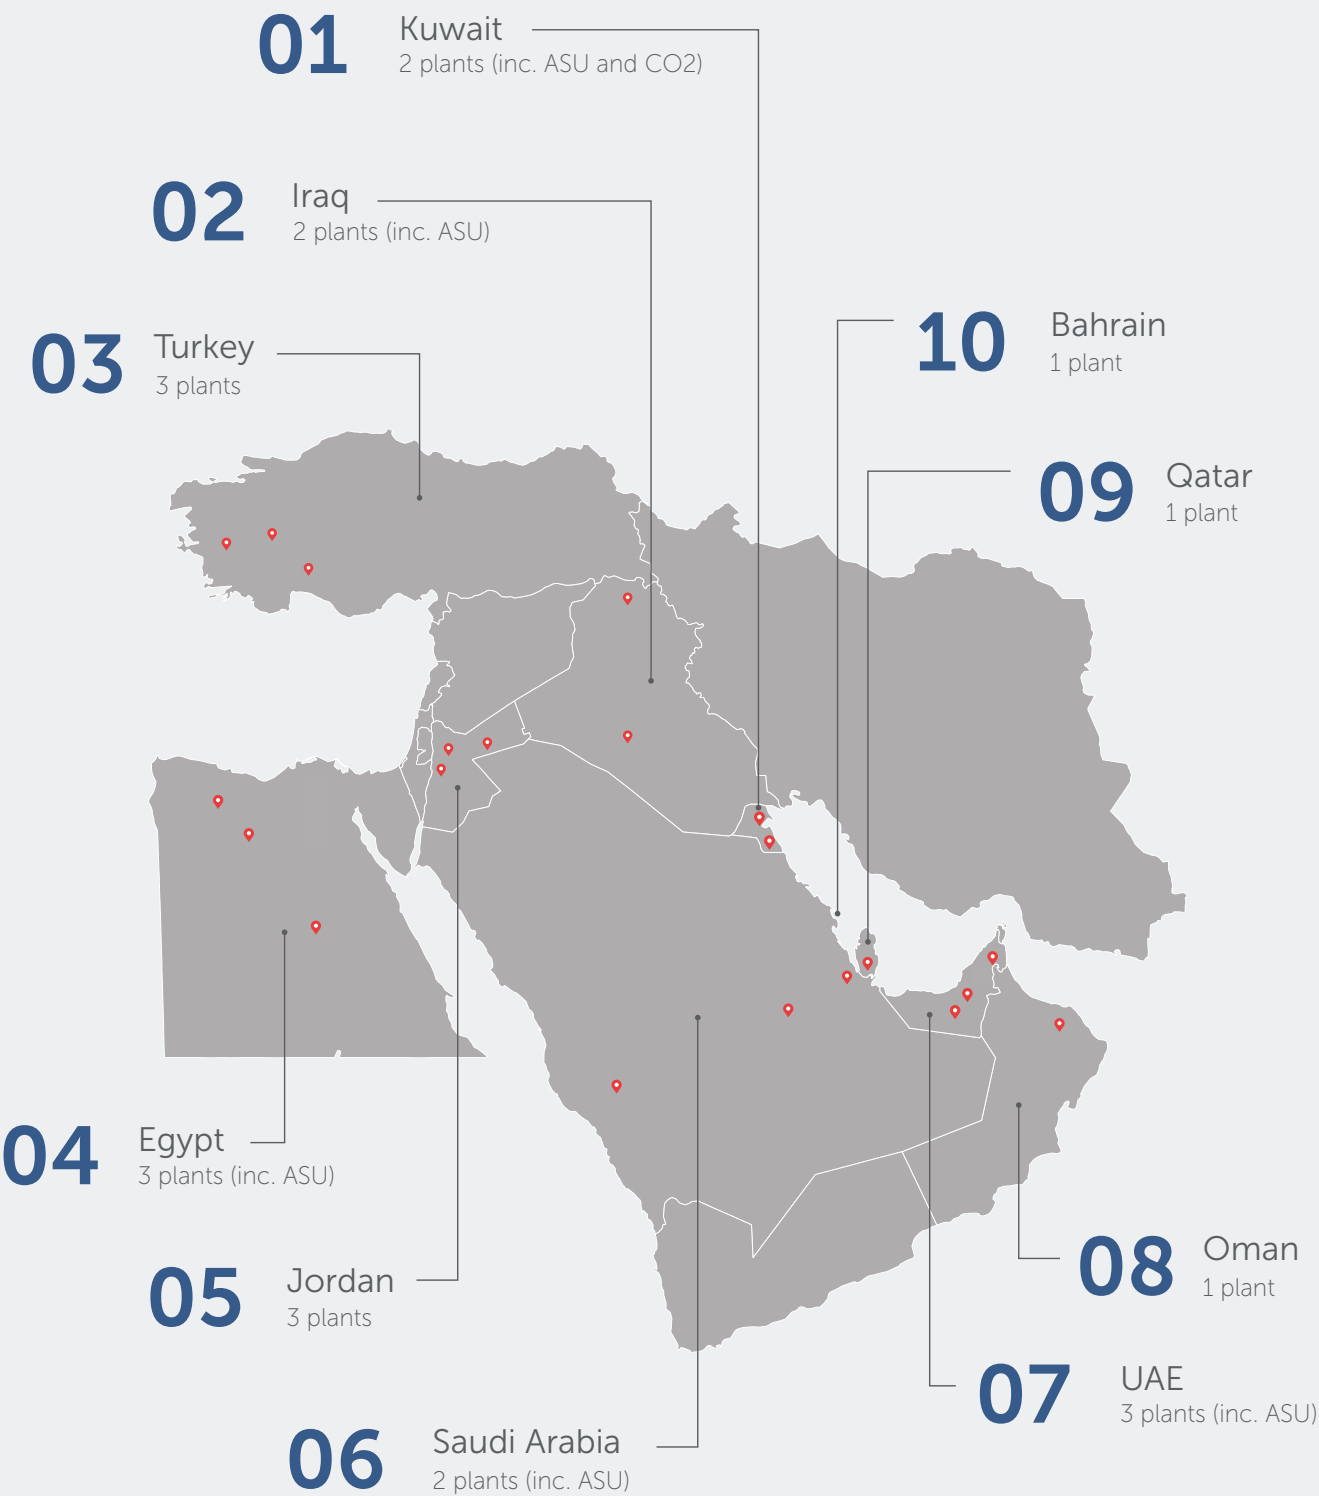 01
Kuwait
2 plants (inc. ASU and CO2)
02
Iraq
2 plants (inc. ASU)
03
Turkey
3 plants
10
Bahrain
1 plant
09
Qatar
1 plant
04
Egypt
3 plants (inc. ASU)
05
Jordan
3 plants
06
Saudi Arabia
2 plants (inc. ASU)
08
Oman
1 plant
07
UAE
3 plants (inc. ASU)